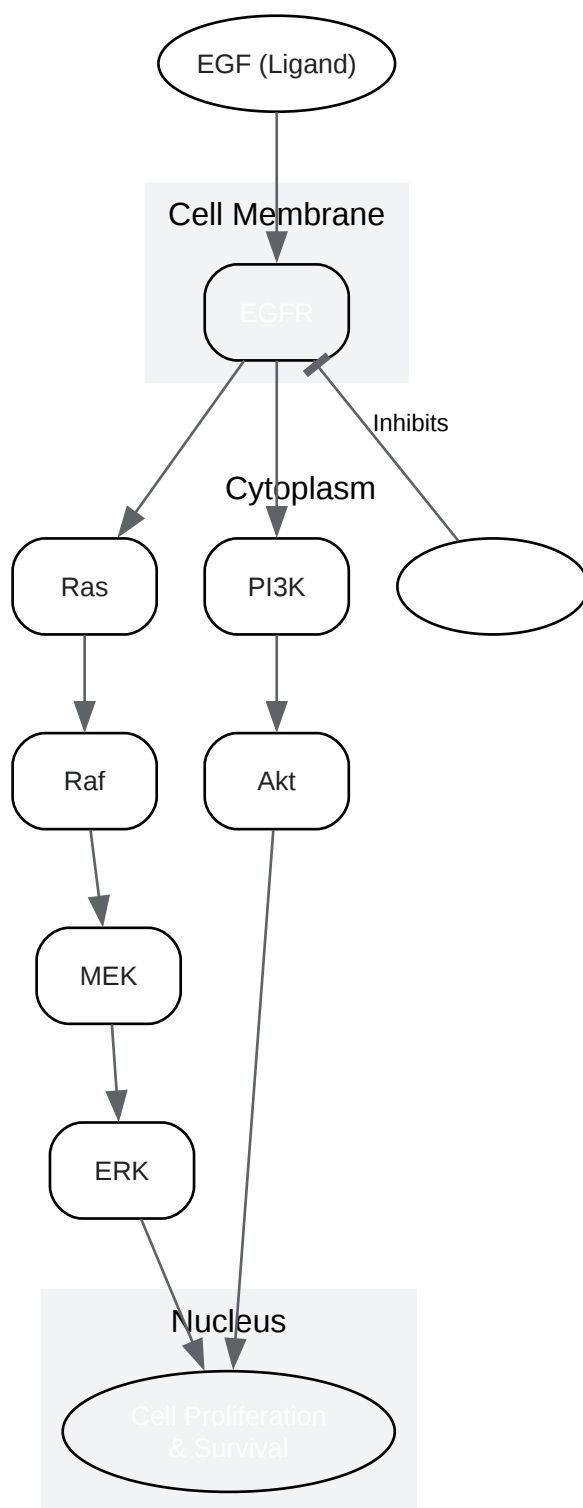 EGF (Ligand)
Cell Membrane
EGFR
Inhibits
Cytoplasm
Ras
PI3K
Raf
Akt
MEK
ERK
Nucleus
Cell Proliferation
& Survival